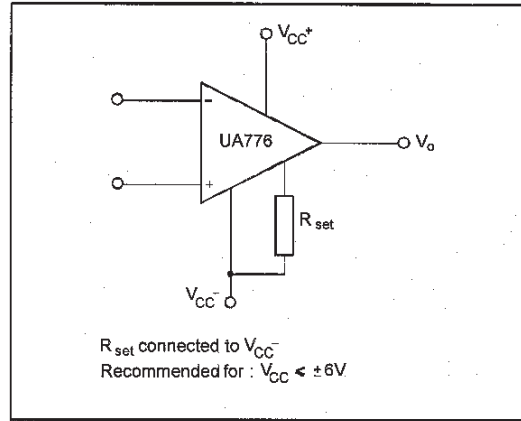 VCC+
−
UA776
Vo
+
Rset
VCC−
Rset connected to VCC−
Recommended for : VCC < ±6V